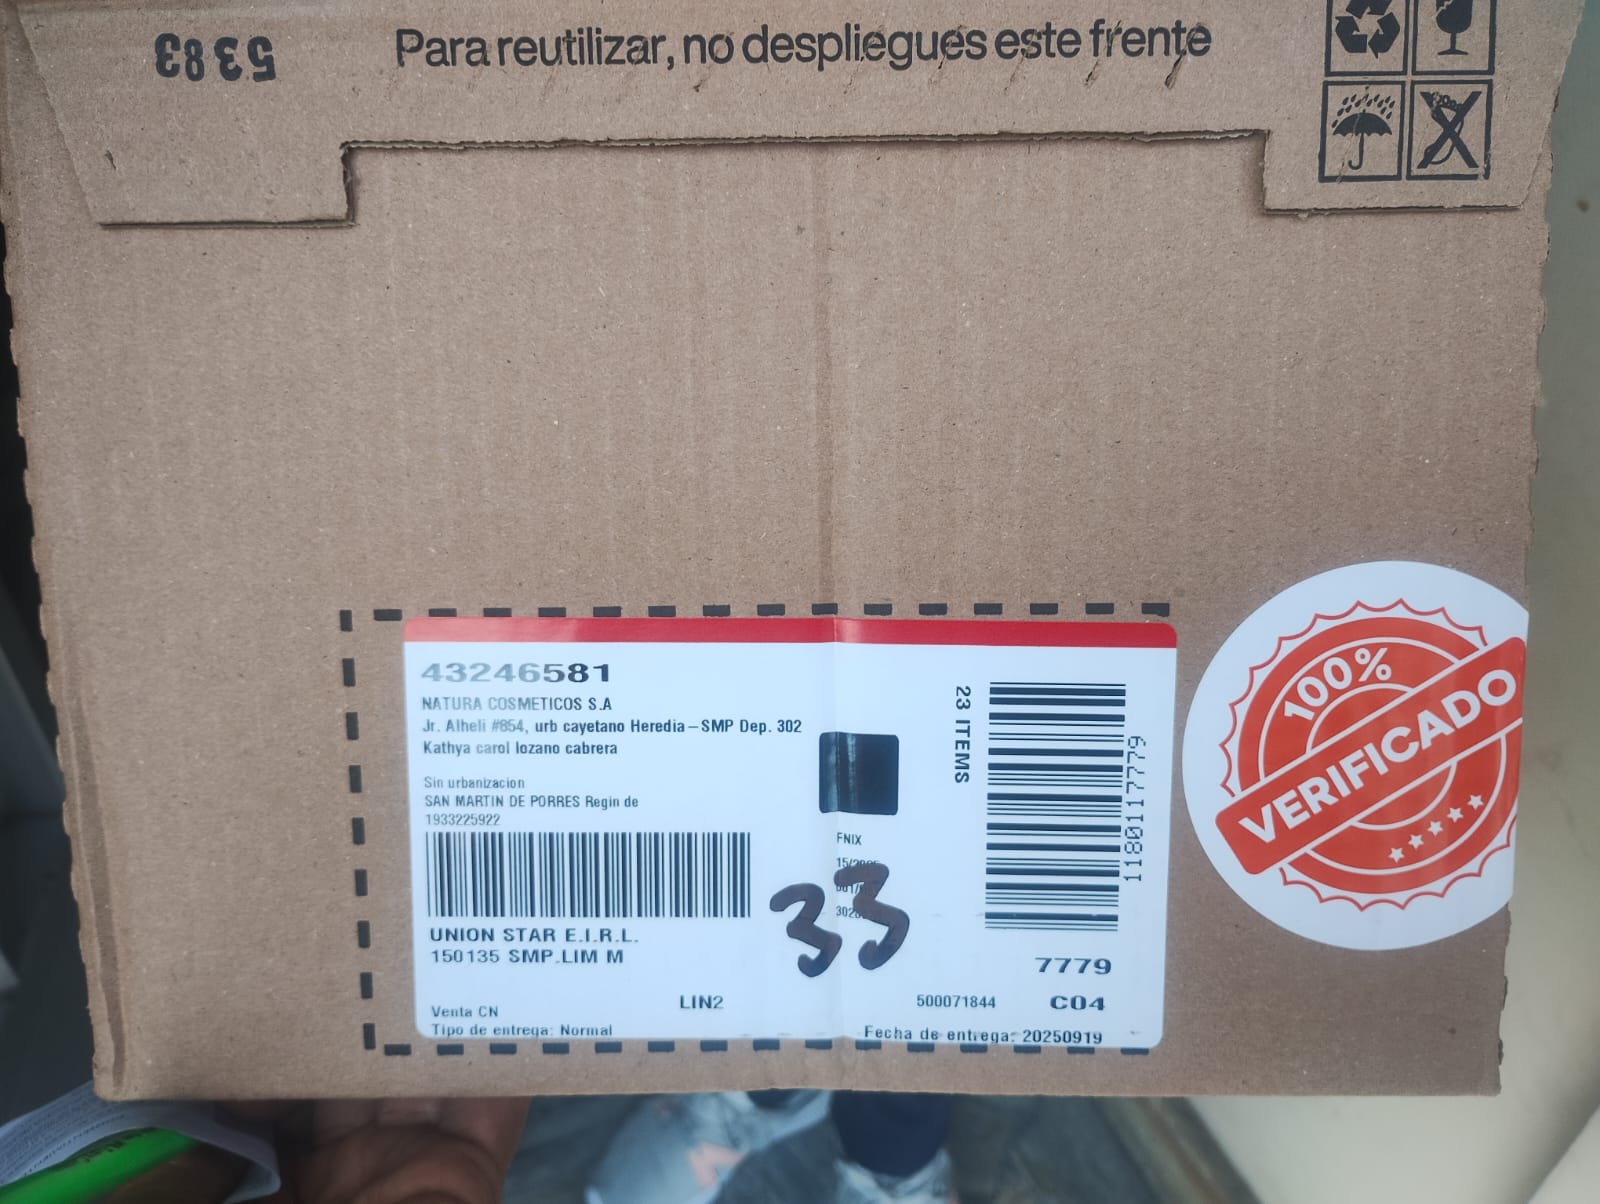 5383
Para reutilizar, no despliegues este frente
43246581
NATURA COSMETICOS S.A
Jr. Alheli #854, urb cayetano Heredia-SMP Dep. 302
Kathya carol lozano cabrera
Sin urbanizacion
SAN MARTIN DE PORRES Regin de
1933225922
UNION STAR E.I.R.L.
150135 SMP.LIM M
LIN2
Venta CN
Tipo de entrega: Normal
FNIX
33
23 ITEMS
1180117779
7779
500071844 C04
Fecha de entrega: 20250919
100%
VERIFICADO